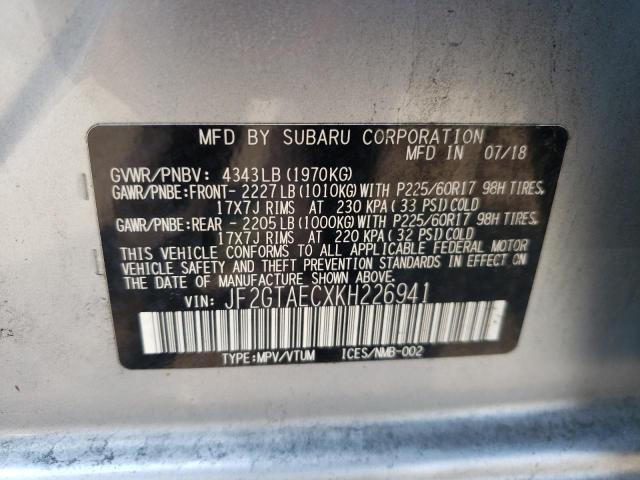 MFD BY SUBARU CORPORATION
MFD IN 07/18
GVWR/PNBV: 4343LB (1970KG)
GAWR/PNBE:FRONT- 2227LB(1010KG)WITH P225/60R17 98H TIRES,
17X7J RIMS AT 230 KPA (33 PSI)COLD
GAWR/PNBE:REAR - 2205LB(1000KG)WITH P225/60R17 98H TIRES,
17X7J RIMS AT 220 KPA (32 PSI)COLD
THIS VEHICLE CONFORMS TO ALL APPLICABLE FEDERAL MOTOR
VEHICLE SAFETY AND THEFT PREVENTION STANDARDS IN EFFECT ON
THE DATE OF MANUFACTURE SHOWN ABOVE.
VIN: JF2GTAECXKH226941
TYPE:MPV/VTUM ICES/NMB-002